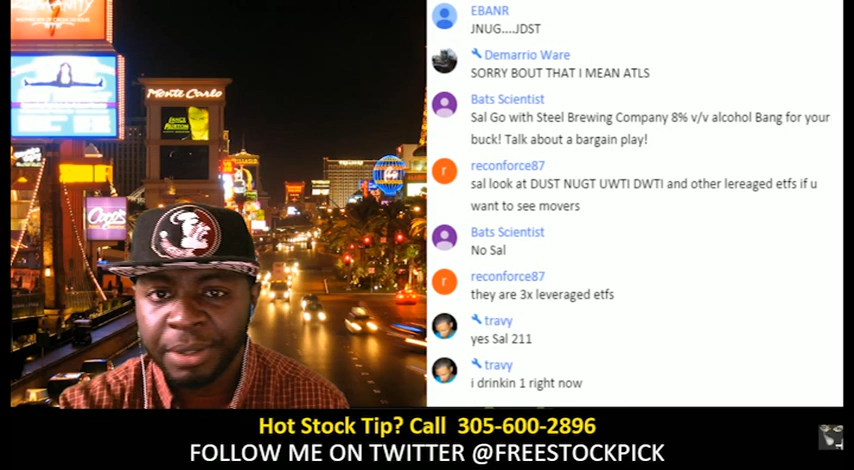 Monte Carlo
LANCE
BURTON
EBANR
JNUG....JDST
Demarrio Ware
SORRY BOUT THAT I MEAN ATLS
Bats Scientist
Sal Go with Steel Brewing Company 8% v/v alcohol Bang for your
buck! Talk about a bargain play!
reconforce87
sal look at DUST NUGT UWTI DWTI and other lereaged etfs if u
want to see movers
Bats Scientist
No Sal
reconforce87
they are 3x leveraged etfs
travy
yes Sal 211
travy
i drinkin 1 right now
Hot Stock Tip? Call 305-600-2896
FOLLOW ME ON TWITTER @FREESTOCKPICK